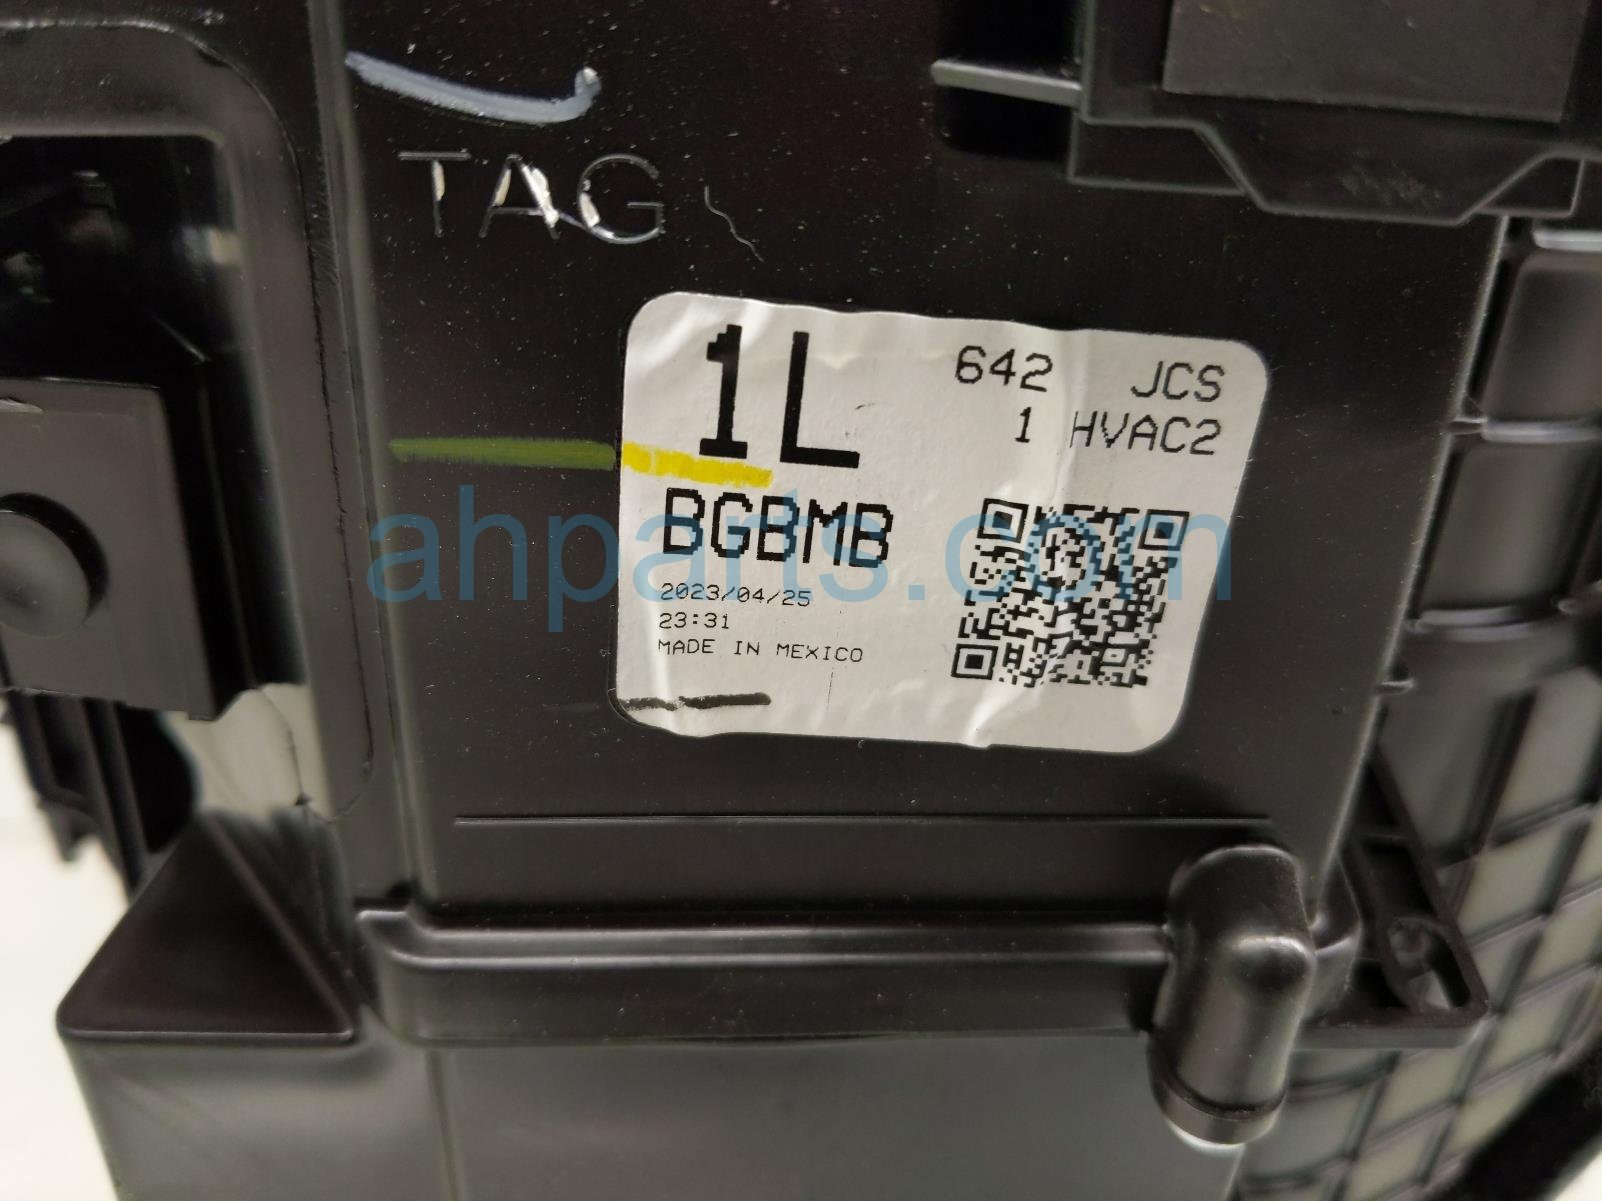 TAG
1L
642 JCS
1 HVAC2
BGBMB
2023/04/25
23:31
MADE IN MEXICO
ahparts.com